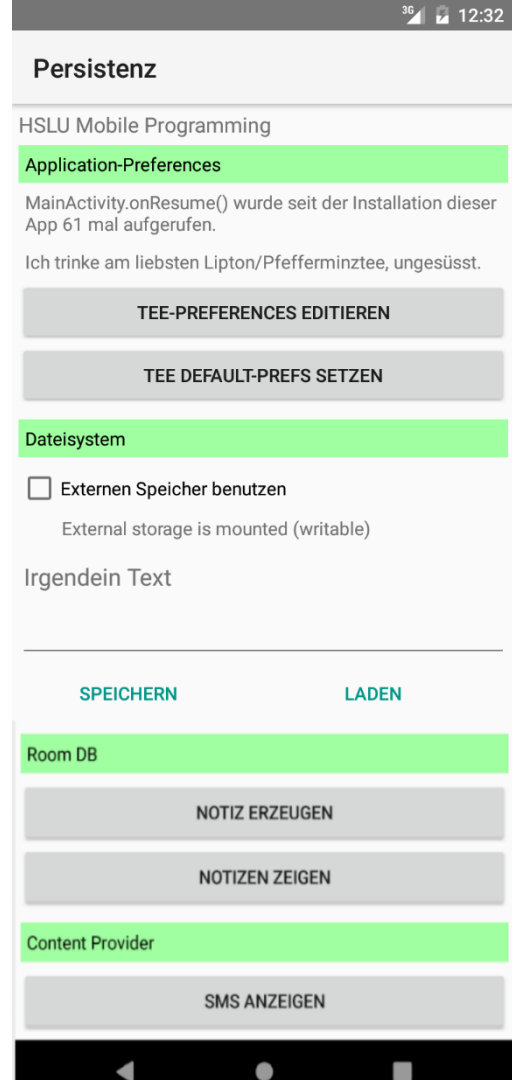 3G 12:32
Persistenz
HSLU Mobile Programming
Application-Preferences
MainActivity.onResume() wurde seit der Installation dieser
App 61 mal aufgerufen.
Ich trinke am liebsten Lipton/Pfefferminztee, ungesüsst.
TEE-PREFERENCES EDITIEREN
TEE DEFAULT-PREFS SETZEN
Dateisystem
Externen Speicher benutzen
External storage is mounted (writable)
Irgendein Text
SPEICHERN LADEN
Room DB
NOTIZ ERZEUGEN
NOTIZEN ZEIGEN
Content Provider
SMS ANZEIGEN